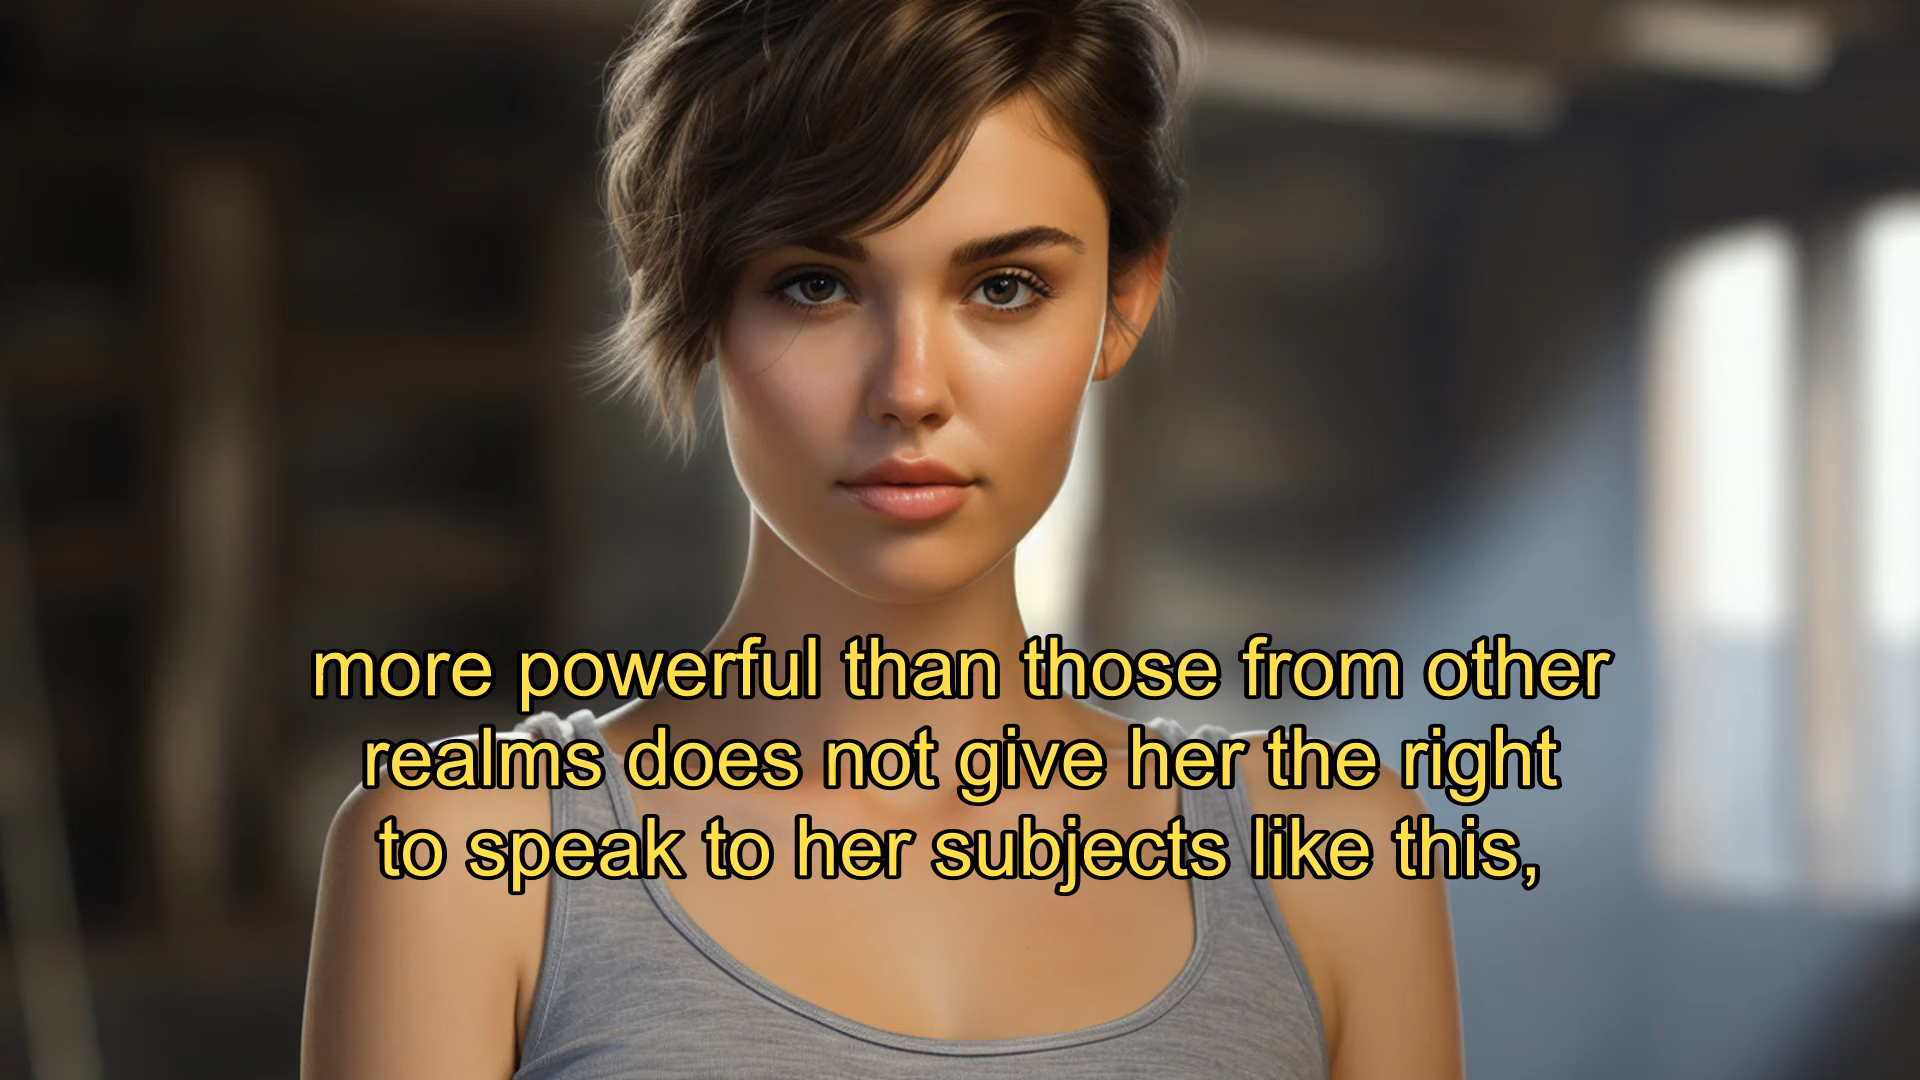 more powerful than those from other
realms does not give her the right
to speak to her subjects like this,